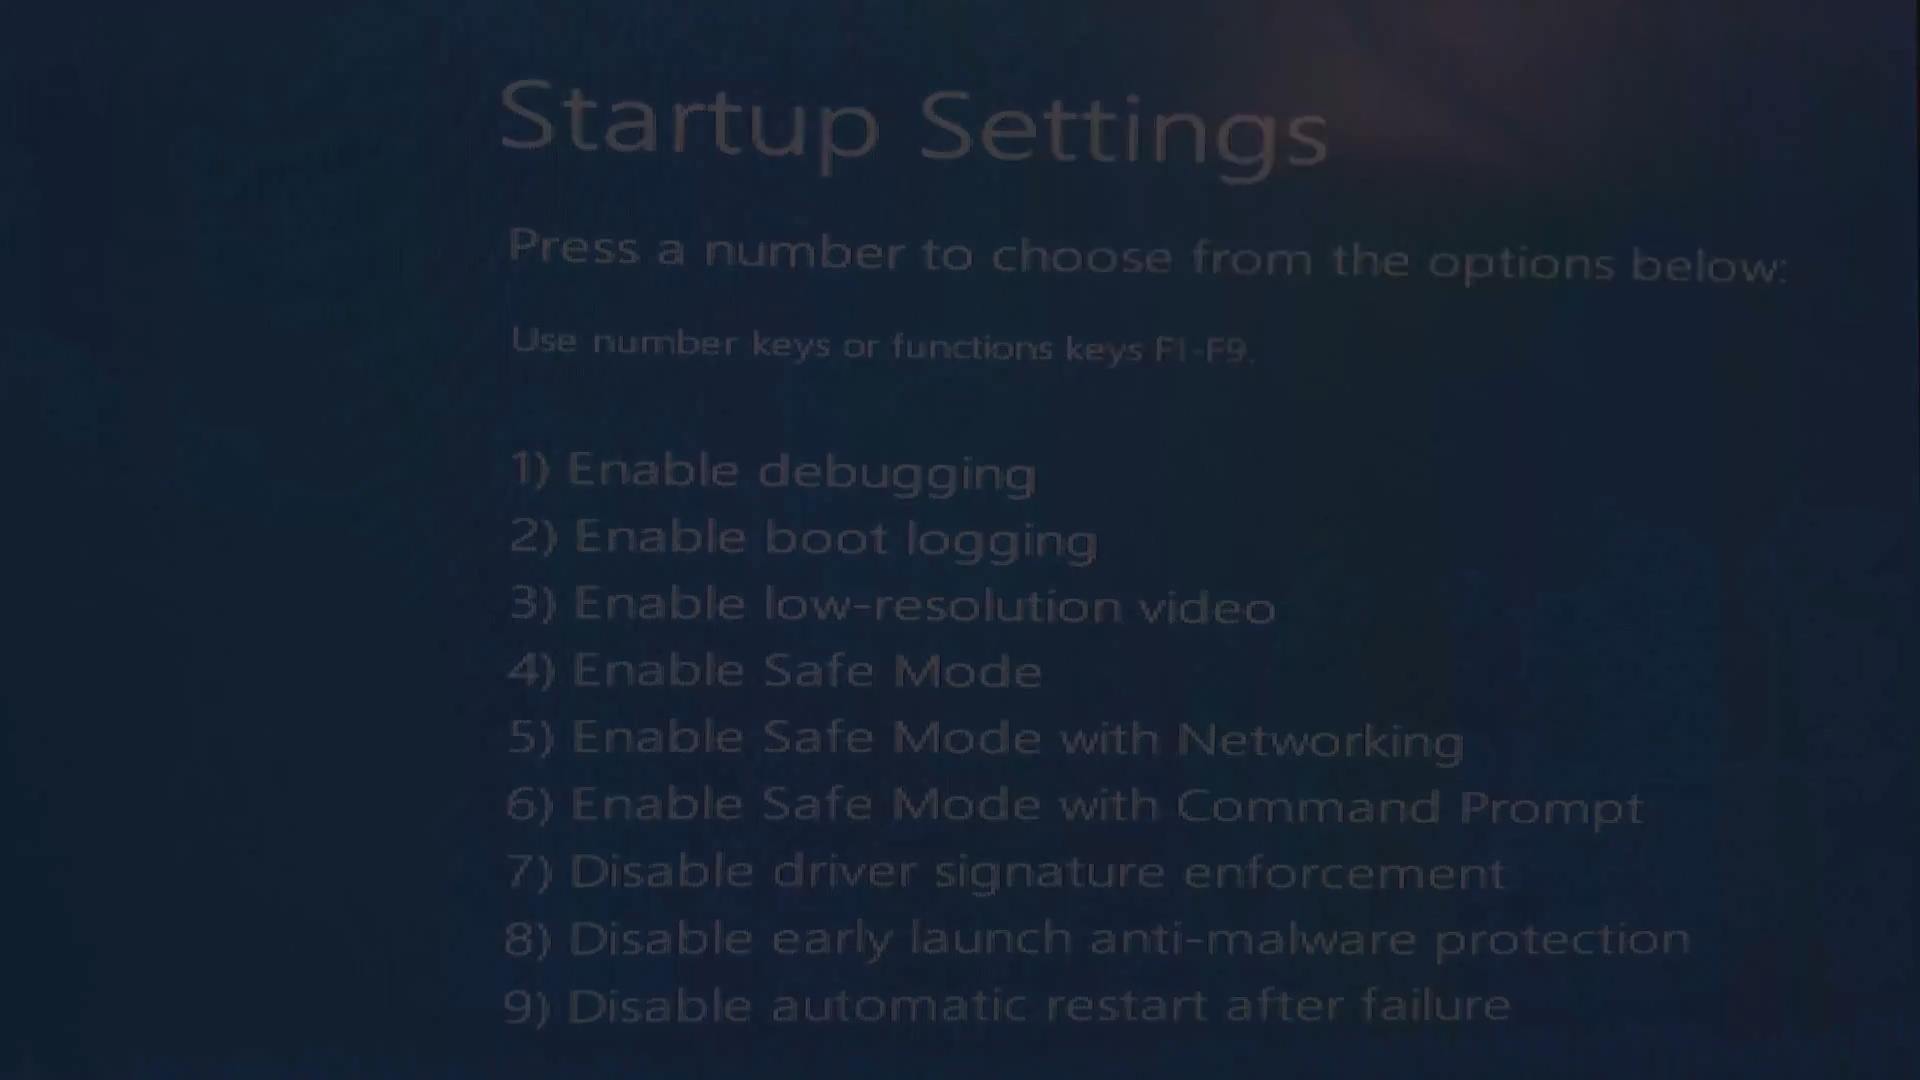 Startup Settings
Press a number to choose from the options below:
Use number keys or functions keys F1-F9.
1) Enable debugging
2) Enable boot logging
3) Enable low-resolution video
4) Enable Safe Mode
5) Enable Safe Mode with Networking
6) Enable Safe Mode with Command Prompt
7) Disable driver signature enforcement
8) Disable early launch anti-malware protection
9) Disable automatic restart after failure